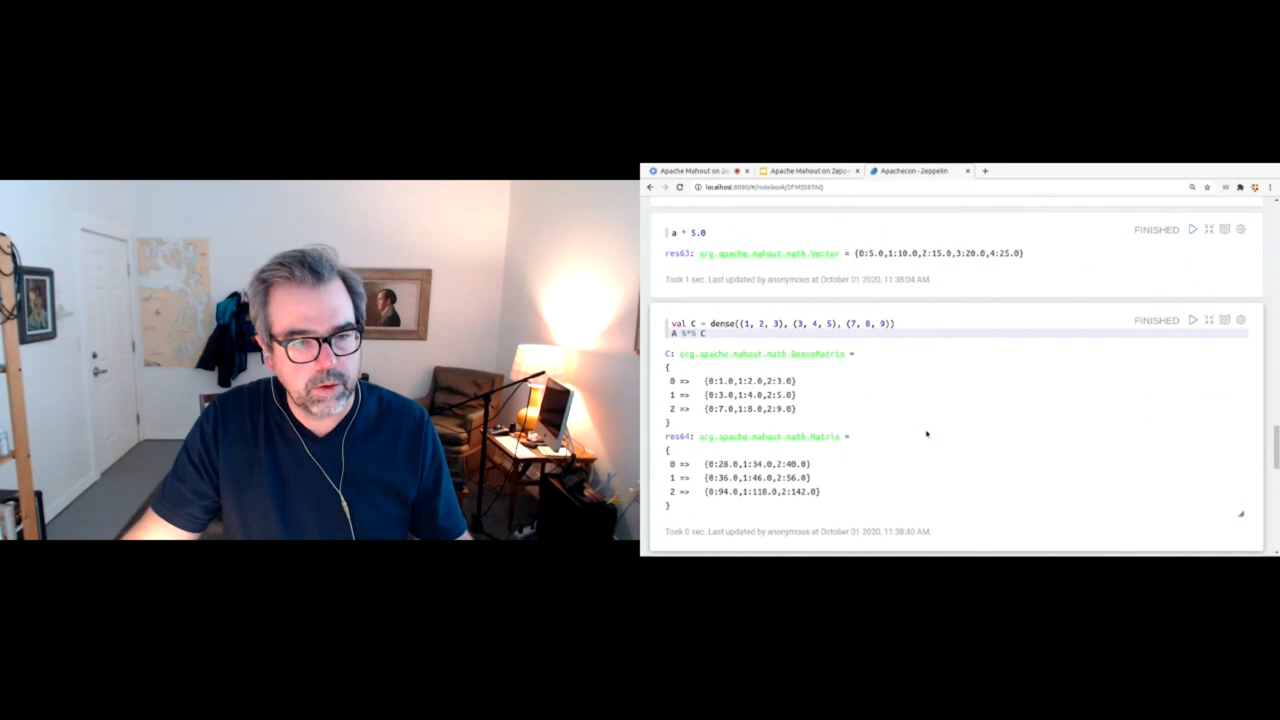 Apache Mahout on Ze
Apache Mahout on Zepp
Apachecon - Zeppelin
localhost:8080/#/notebook/2FMSS8TAQ
a * 5.0
FINISHED
res63: org.apache.mahout.math.Vector = {0:5.0,1:10.0,2:15.0,3:20.0,4:25.0}
Took 1 sec. Last updated by anonymous at October 01 2020, 11:38:04 AM.
val C = dense((1, 2, 3), (3, 4, 5), (7, 8, 9))
FINISHED
A %*% C
C: org.apache.mahout.math.DenseMatrix =
{
0 => {0:1.0,1:2.0,2:3.0}
1 => {0:3.0,1:4.0,2:5.0}
2 => {0:7.0,1:8.0,2:9.0}
}
res64: org.apache.mahout.math.Matrix =
{
0 => {0:28.0,1:34.0,2:40.0}
1 => {0:36.0,1:46.0,2:56.0}
2 => {0:94.0,1:118.0,2:142.0}
}
Took 0 sec. Last updated by anonymous at October 01 2020, 11:38:40 AM.